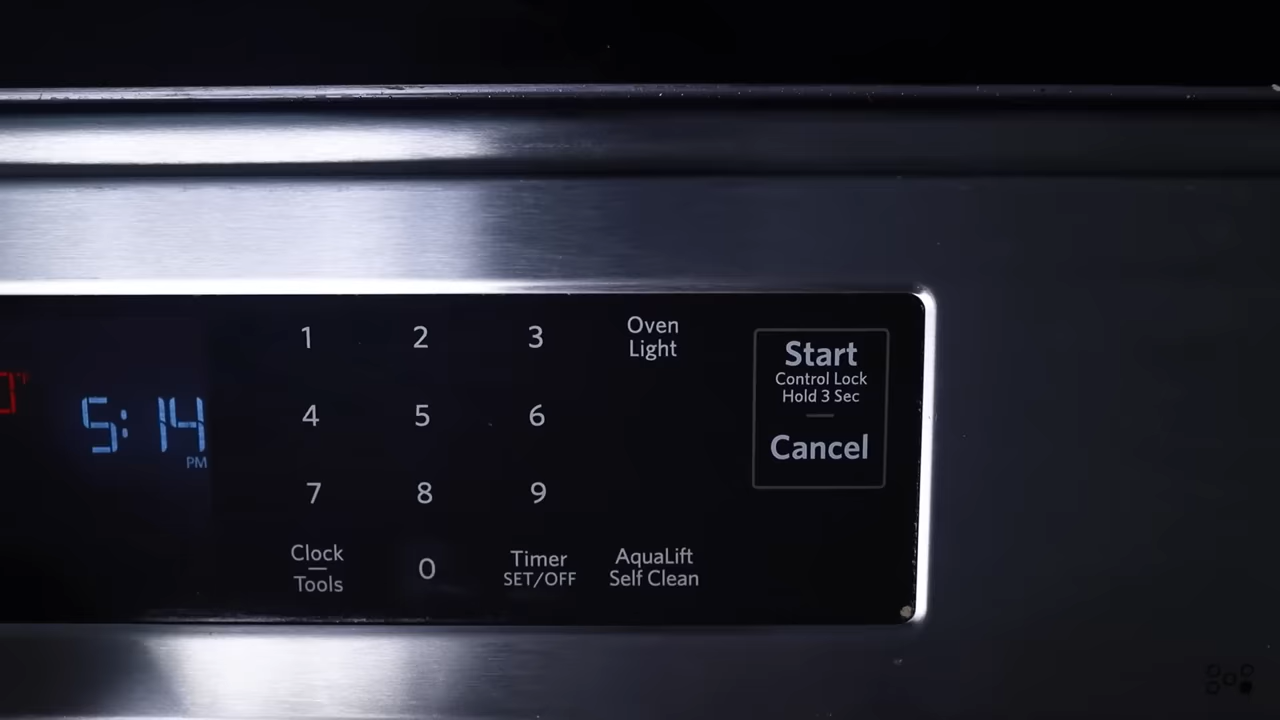 1 2 3 Oven
Light
Start
Control Lock
Hold 3 Sec
5:14
PM
4 5 6
Cancel
7 8 9
Clock
Tools
0
Timer
SET/OFF
AquaLift
Self Clean